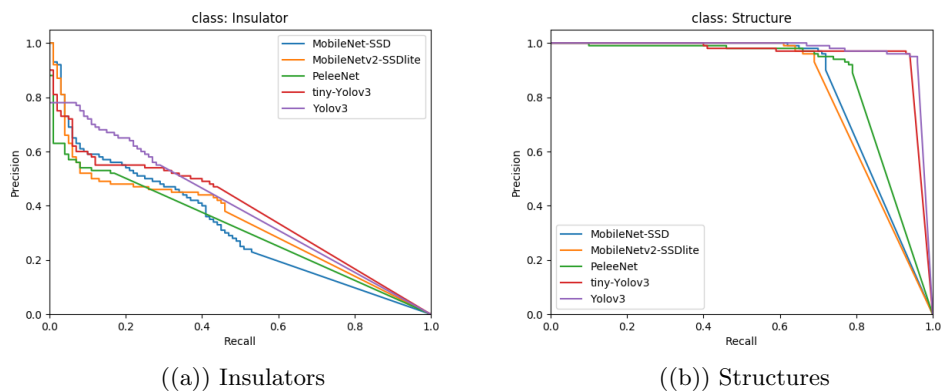 class: Insulator
MobileNet-SSD
MobileNetv2-SSDlite
PeleeNet
tiny-Yolov3
Yolov3
Precision
1.0
0.8
0.6
0.4
0.2
0.0
0.0 0.2 0.4 0.6 0.8 1.0
Recall
((a)) Insulators
class: Structure
Precision
1.0
0.8
0.6
0.4
0.2
0.0
MobileNet-SSD
MobileNetv2-SSDlite
PeleeNet
tiny-Yolov3
Yolov3
0.0 0.2 0.4 0.6 0.8 1.0
Recall
((b)) Structures